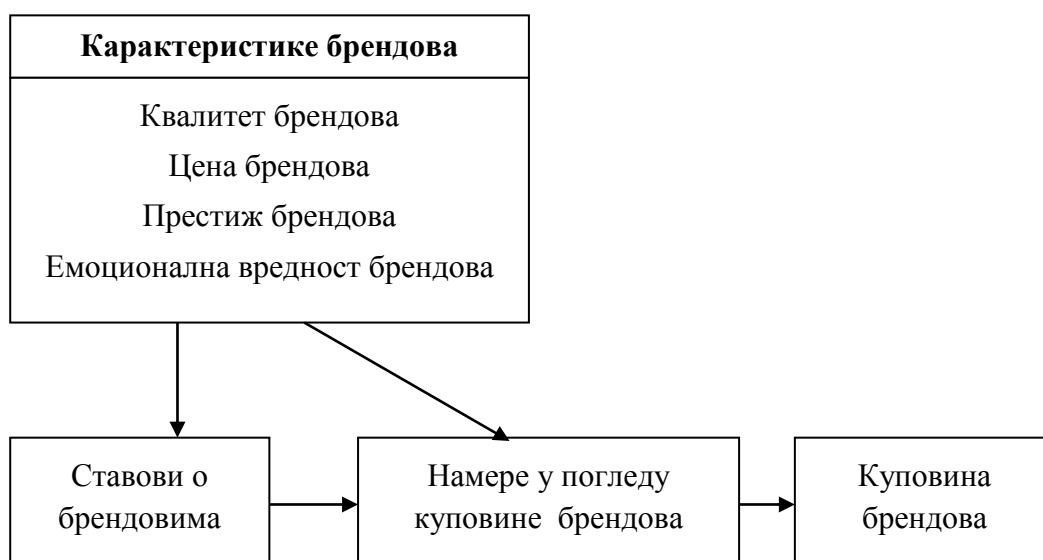 Карактеристике брендова
Квалитет брендова
Цена брендова
Престиж брендова
Емоционална вредност брендова
Ставови о
брендовима
Намере у погледу
куповине брендова
Куповина
брендова